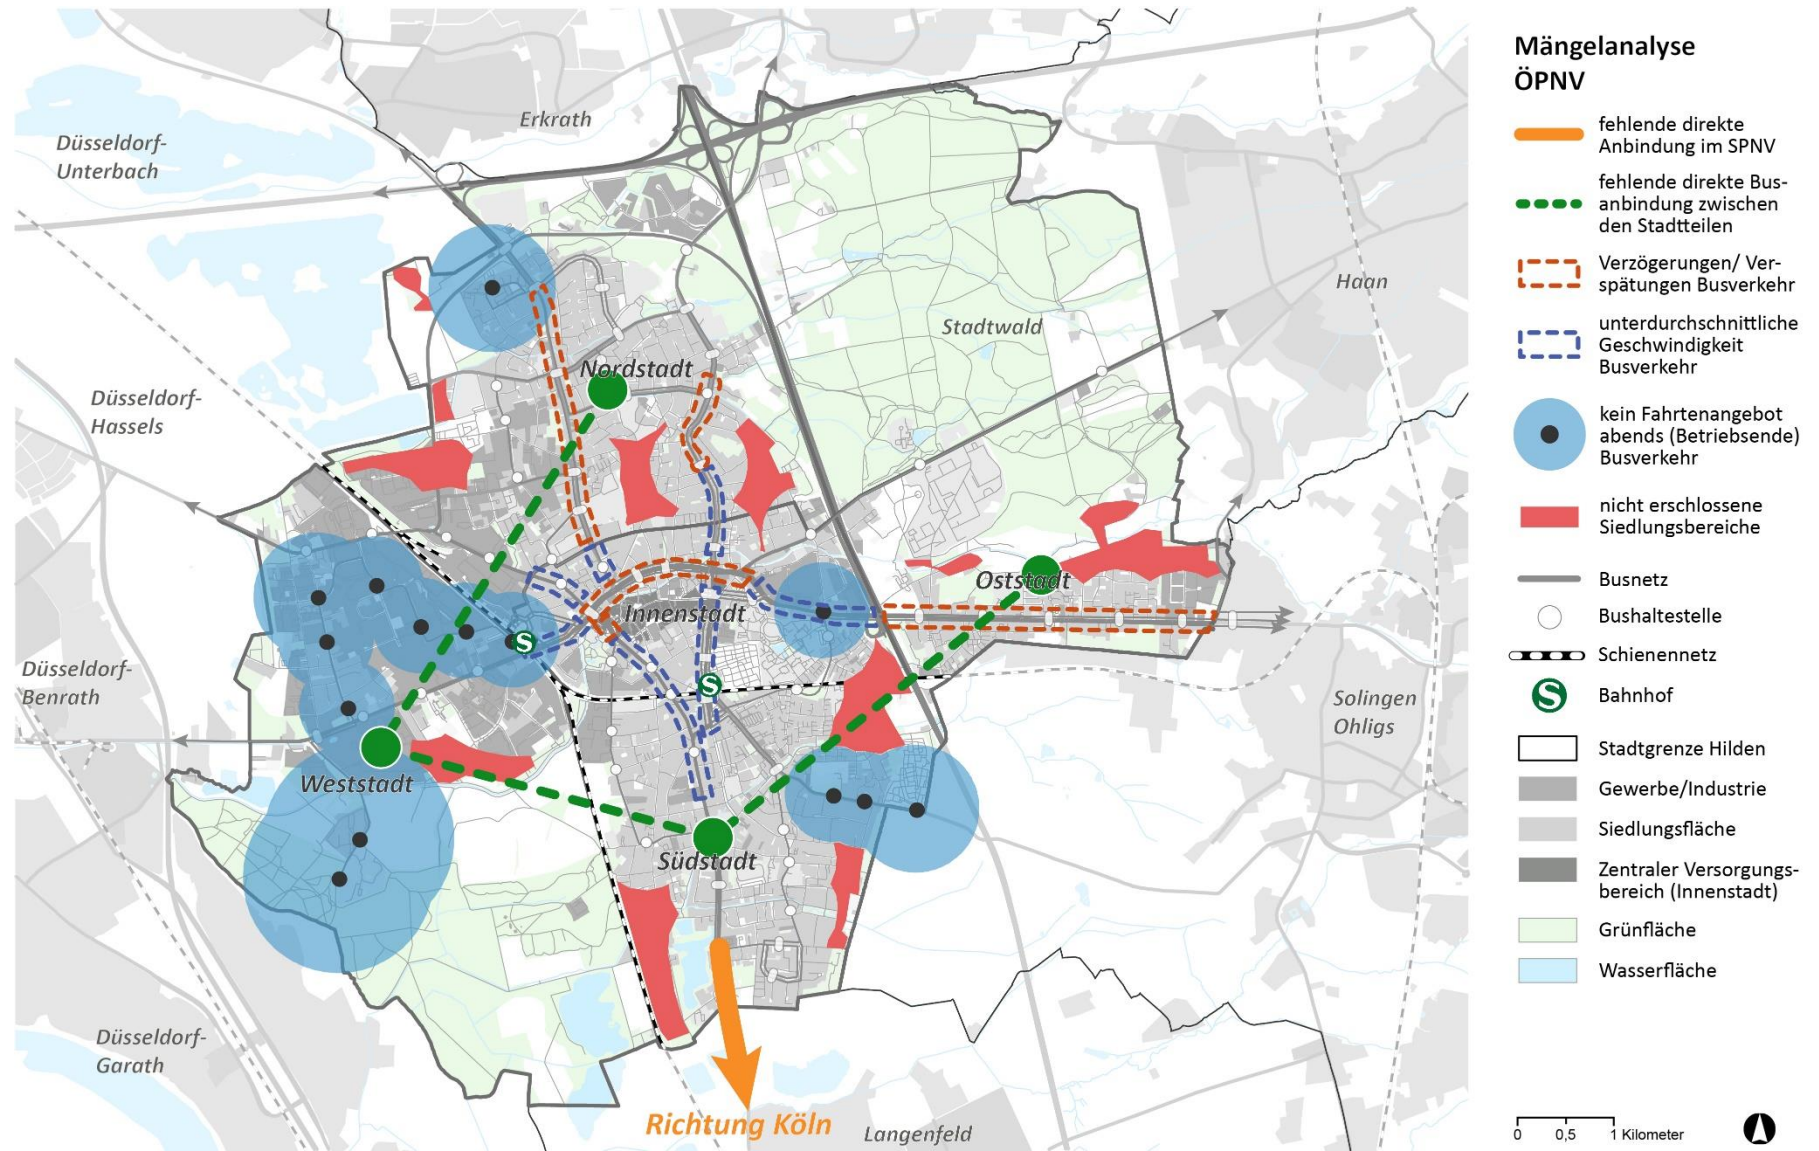 Erkrath
Düsseldorf-
Unterbach
Haan
Stadtwald
Nordstadt
Düsseldorf-
Hassels
Oststadt
Innenstadt
S
Düsseldorf-
Benrath
S
Solingen
Ohligs
Weststadt
Südstadt
Düsseldorf-
Garath
Richtung Köln
Langenfeld
Mängelanalyse
ÖPNV
fehlende direkte
Anbindung im SPNV
fehlende direkte Bus-
anbindung zwischen
den Stadtteilen
Verzögerungen/ Ver-
spätungen Busverkehr
unterdurchschnittliche
Geschwindigkeit
Busverkehr
kein Fahrtenangebot
abends (Betriebsende)
Busverkehr
nicht erschlossene
Siedlungsbereiche
Busnetz
Bushaltestelle
Schienennetz
S
Bahnhof
Stadtgrenze Hilden
Gewerbe/Industrie
Siedlungsfläche
Zentraler Versorgungs-
bereich (Innenstadt)
Grünfläche
Wasserfläche
0 0,5 1 Kilometer